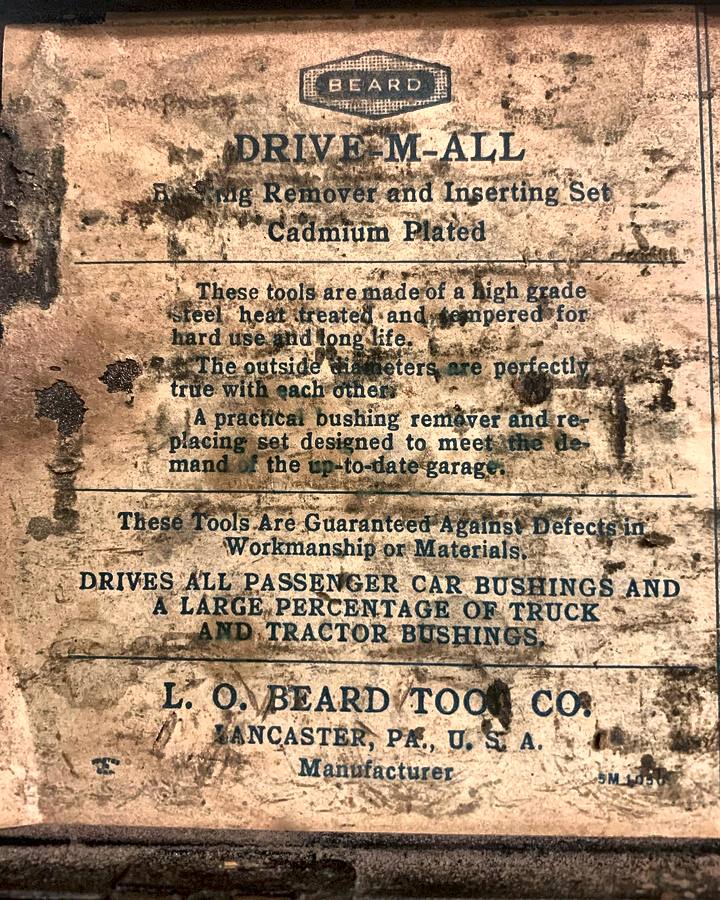 BEARD
DRIVE-M-ALL
Remover and Inserting Set
Cadmium Plated
These tools are made of a high grade
steel heat treated and tempered for
hard use and long life.
The outside diameters are perfectly
true with each other.
A practical bushing remover and re-
placing set designed to meet the de-
mand of the up-to-date garage.
These Tools Are Guaranteed Against Defects in
Workmanship or Materials.
DRIVES ALL PASSENGER CAR BUSHINGS AND
A LARGE PERCENTAGE OF TRUCK
AND TRACTOR BUSHINGS.
L. O. BEARD TOOL CO.
LANCASTER, PA., U. S. A.
Manufacturer
5M